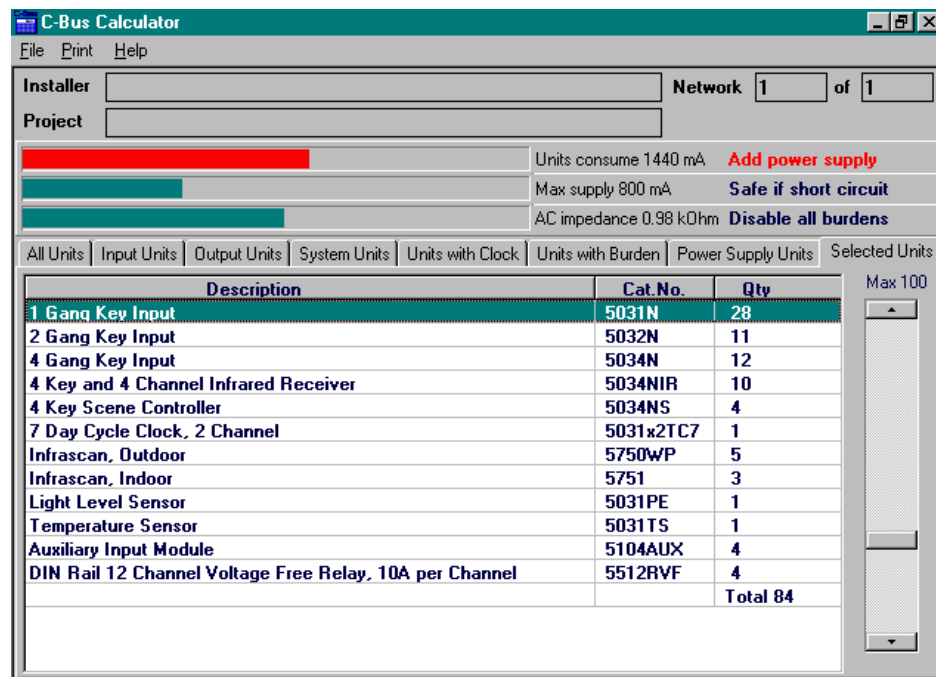 C-Bus Calculator
File Print Help
Installer Network 1 of 1
Project
Units consume 1440 mA Add power supply
Max supply 800 mA Safe if short circuit
AC impedance 0.98 kOhm Disable all burdens
All Units Input Units Output Units System Units Units with Clock Units with Burden Power Supply Units Selected Units
Description Cat.No. Qty Max 100
1 Gang Key Input 5031N 28
2 Gang Key Input 5032N 11
4 Gang Key Input 5034N 12
4 Key and 4 Channel Infrared Receiver 5034NIR 10
4 Key Scene Controller 5034NS 4
7 Day Cycle Clock, 2 Channel 5031x2TC7 1
Infrascan, Outdoor 5750WP 5
Infrascan, Indoor 5751 3
Light Level Sensor 5031PE 1
Temperature Sensor 5031TS 1
Auxiliary Input Module 5104AUX 4
DIN Rail 12 Channel Voltage Free Relay, 10A per Channel 5512RVF 4
Total 84